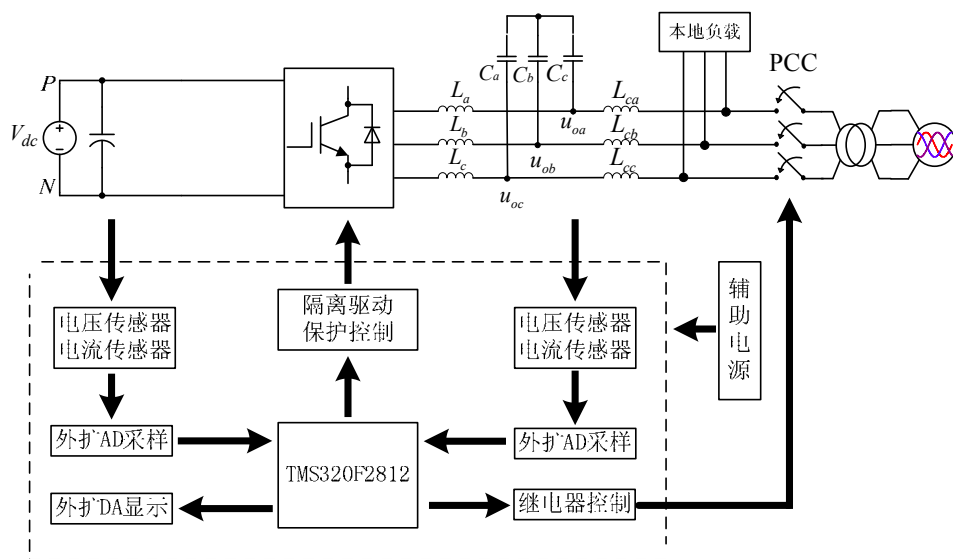 本地负载
PCC
C_a C_b C_c
P
V_dc
N
L_a
L_b
L_c
u_oa
u_ob
u_oc
L_ca
L_cb
L_cc
电压传感器
电流传感器
隔离驱动
保护控制
电压传感器
电流传感器
辅助电源
外扩AD采样
TMS320F2812
外扩AD采样
外扩DA显示
继电器控制